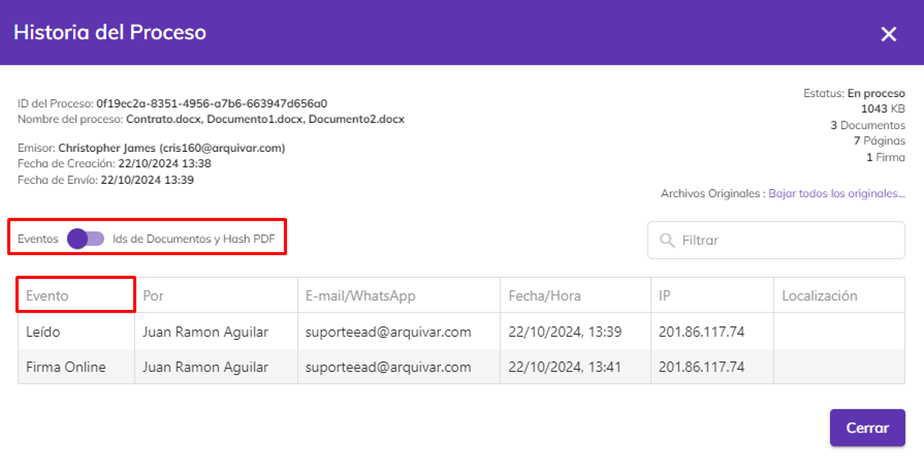 Historia del Proceso
ID del Proceso: 0f19ec2a-8351-4956-a7b6-663947d656a0
Nombre del proceso: Contrato.docx, Documento1.docx, Documento2.docx
Emisor: Christopher James (cris160@arquivar.com)
Fecha de Creación: 22/10/2024 13:38
Fecha de Envío: 22/10/2024 13:39
Estatus: En proceso
1043 KB
3 Documentos
7 Páginas
1 Firma
Archivos Originales : Bajar todos los originales...
Eventos Ids de Documentos y Hash PDF
Filtrar
Evento Por E-mail/WhatsApp Fecha/Hora IP Localización
Leído Juan Ramon Aguilar suporteead@arquivar.com 22/10/2024, 13:39 201.86.117.74
Firma Online Juan Ramon Aguilar suporteead@arquivar.com 22/10/2024, 13:41 201.86.117.74
Cerrar